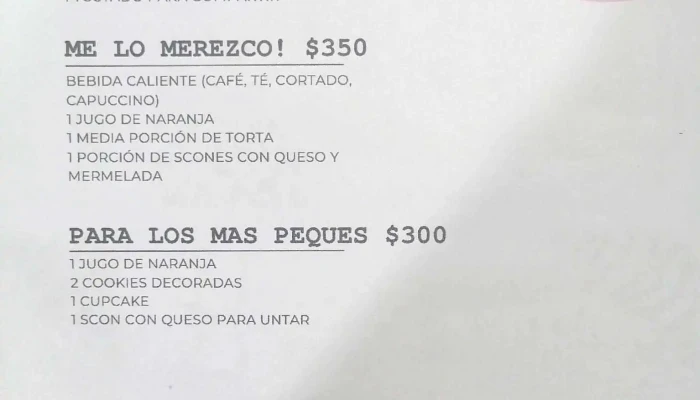 ME LO MEREZCO! $350
BEBIDA CALIENTE (CAFÉ, TÉ, CORTADO,
CAPUCCINO)
1 JUGO DE NARANJA
1 MEDIA PORCIÓN DE TORTA
1 PORCIÓN DE SCONES CON QUESO Y
MERMELADA
PARA LOS MAS PEQUES $300
1 JUGO DE NARANJA
2 COOKIES DECORADAS
1 CUPCAKE
1 SCON CON QUESO PARA UNTAR